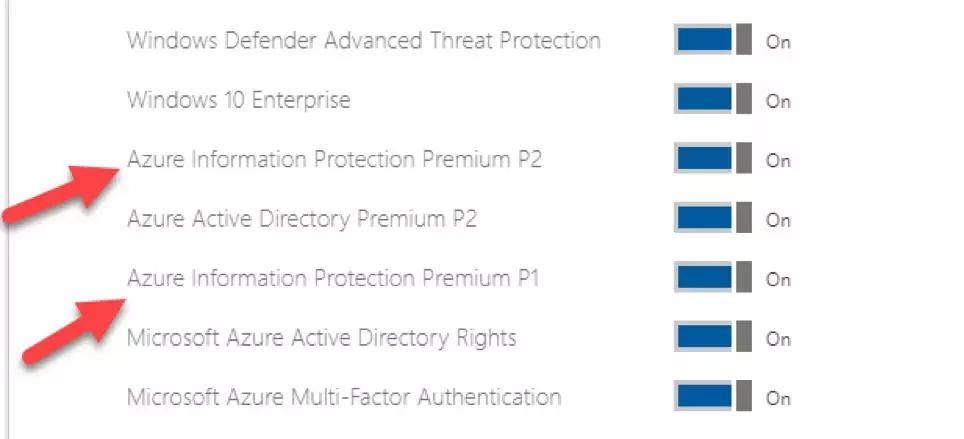 Windows Defender Advanced Threat Protection On
Windows 10 Enterprise On
Azure Information Protection Premium P2 On
Azure Active Directory Premium P2 On
Azure Information Protection Premium P1 On
Microsoft Azure Active Directory Rights On
Microsoft Azure Multi-Factor Authentication On